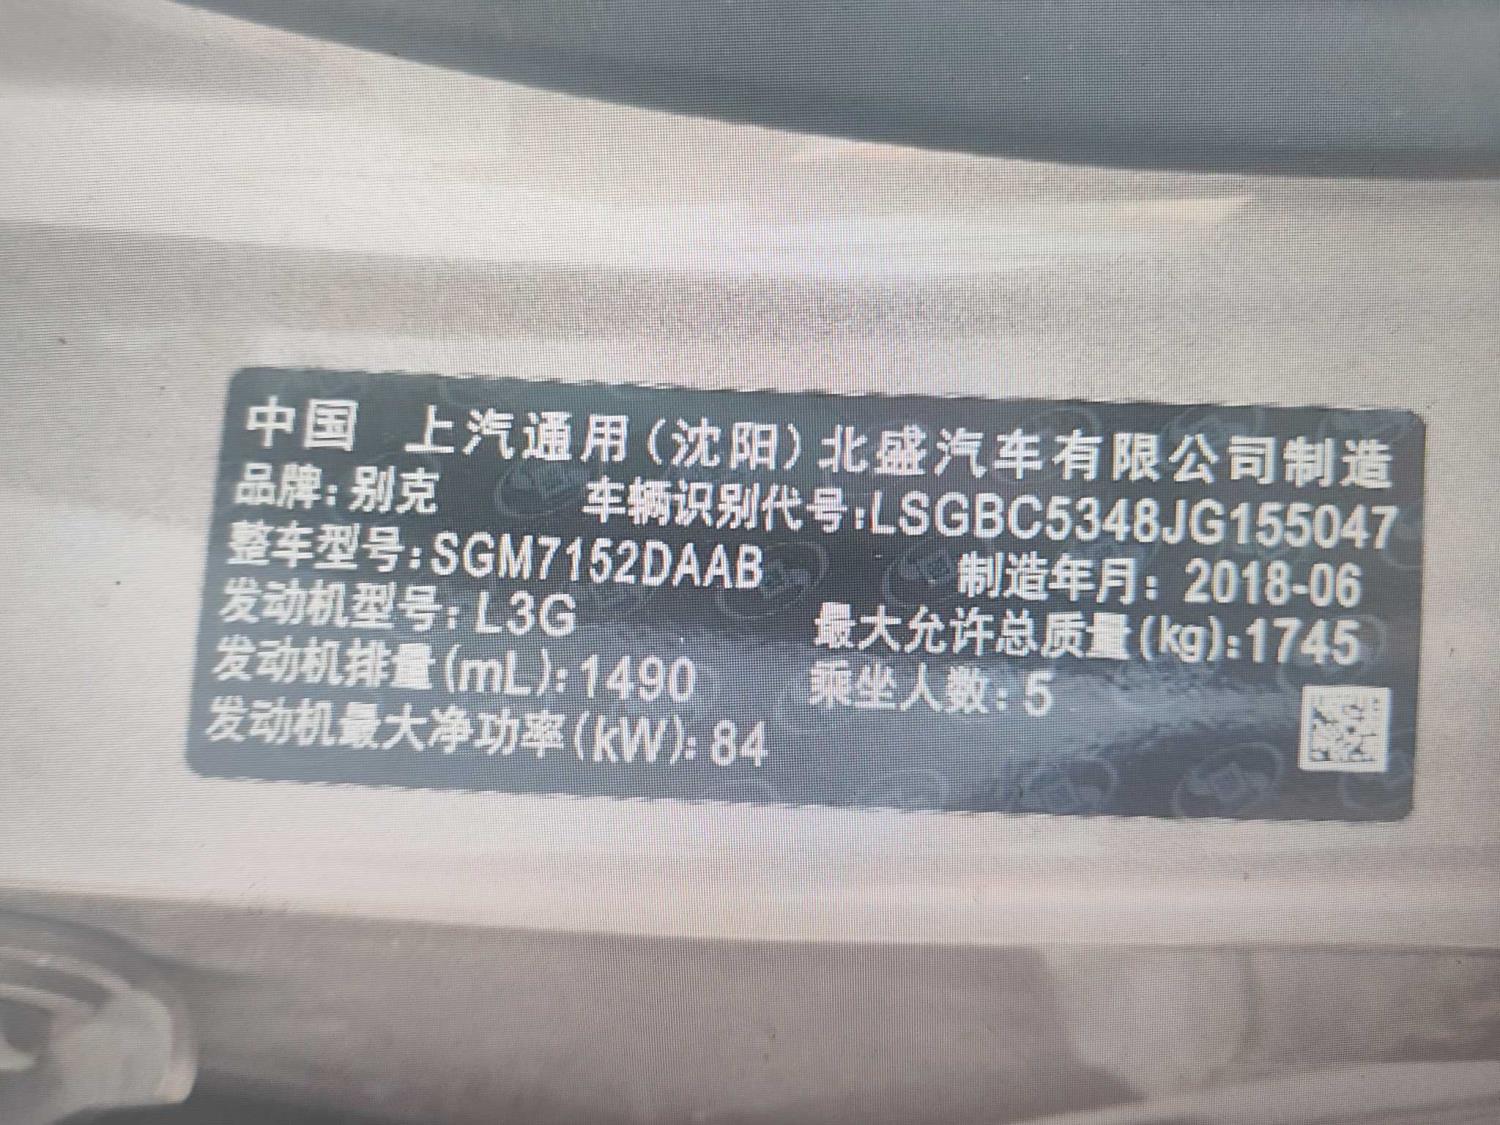 中国 上汽通用(沈阳)北盛汽车有限公司制造
品牌:别克 车辆识别代号:LSGBC5348JG155047
整车型号:SGM7152DAAB 制造年月:2018-06
发动机型号:L3G 最大允许总质量(kg):1745
发动机排量(mL):1490 乘坐人数:5
发动机最大净功率(kW):84